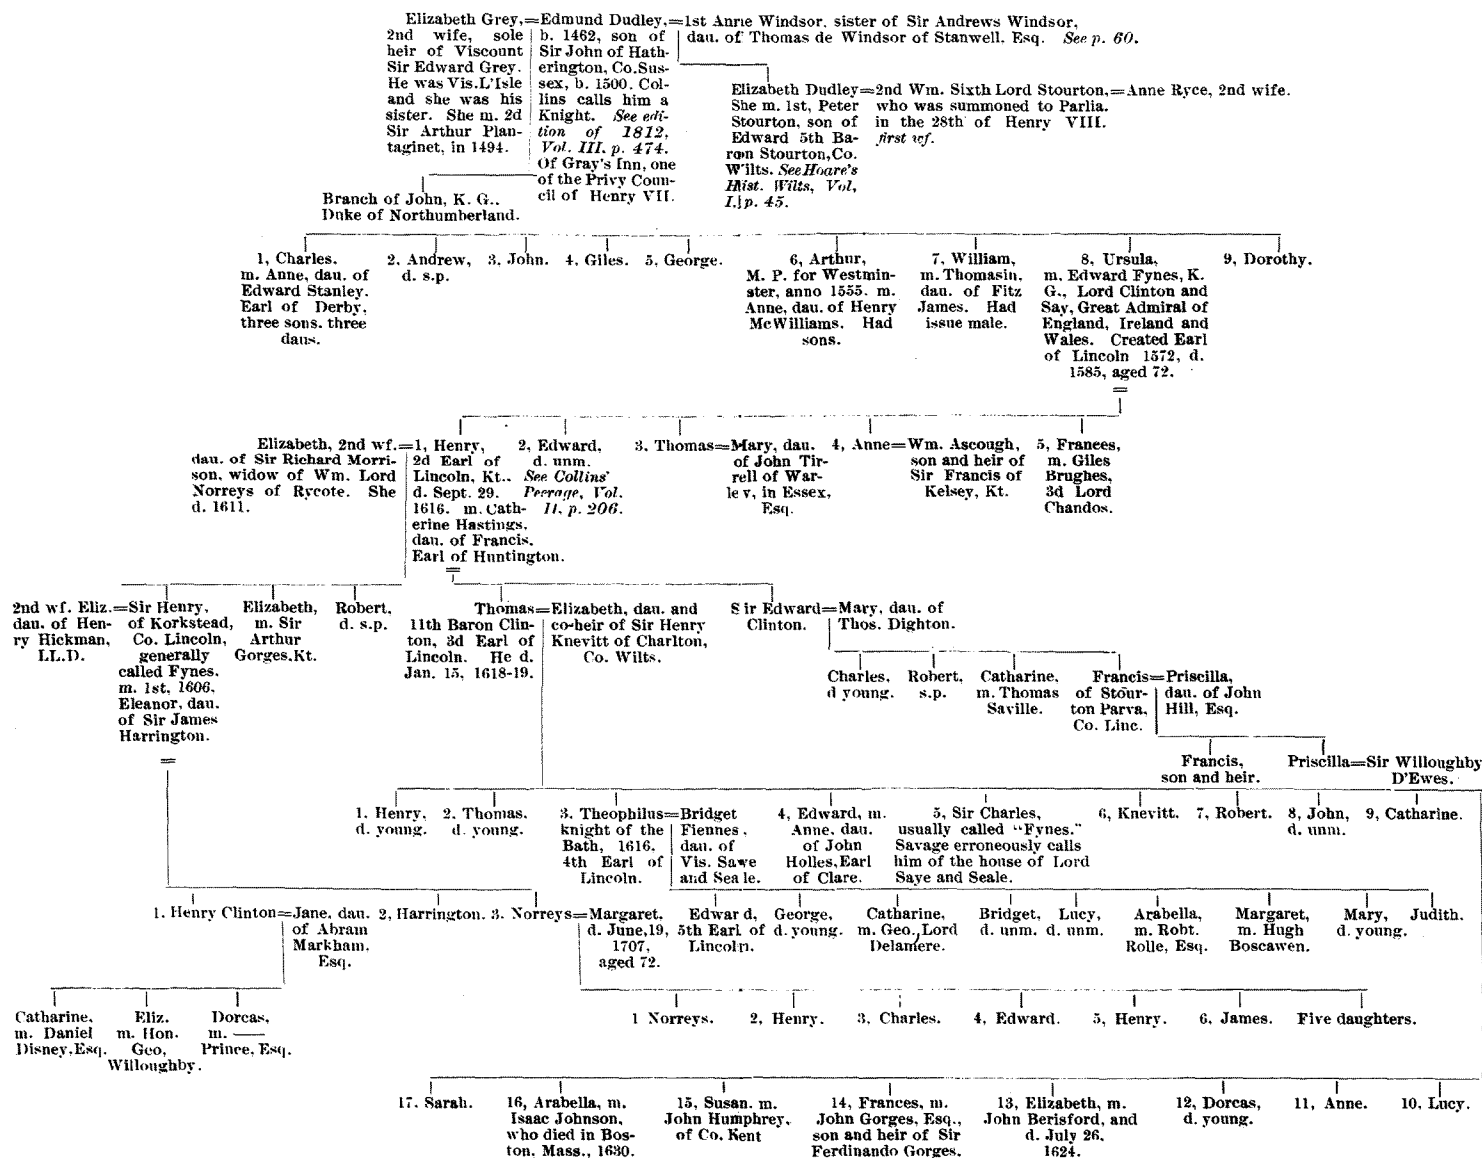 Elizabeth Grey,=Edmund Dudley,=1st Anne Windsor, sister of Sir Andrews Windsor,
2nd wife, sole
heir of Viscount
Sir Edward Grey.
He was Vis.L'Isle
and she was his
sister. She m. 2d
Sir Arthur Plan-
taginet, in 1494.
b. 1462, son of
Sir John of Hath-
erington, Co.Sus-
sex, b. 1500. Col-
lins calls him a
Knight. See edi-
tion of 1812,
Vol. III. p. 474.
Of Gray's Inn, one
of the Privy Coun-
cil of Henry VII.
dau. of Thomas de Windsor of Stanwell, Esq. See p. 60.
Elizabeth Dudley=2nd Wm. Sixth Lord Stourton,=Anne Ryce, 2nd wife.
She m. 1st, Peter
Stourton, son of
Edward 5th Ba-
ron Stourton,Co.
Wilts. See Hoare's
Hist. Wilts, Vol,
I. p. 45.
who was summoned to Parlia.
in the 28th of Henry VIII.
first wf.
Branch of John, K. G..
Duke of Northumberland.
1, Charles.
m. Anne, dau. of
Edward Stanley.
Earl of Derby,
three sons. three
daus.
2. Andrew,
d. s.p.
3. John.
4. Giles.
5, George.
6, Arthur,
M. P. for Westmin-
ster, anno 1555. m.
Anne, dau. of Henry
McWilliams. Had
sons.
7, William,
m. Thomasin.
dau. of Fitz
James. Had
issue male.
8, Ursula,
m. Edward Fynes, K.
G., Lord Clinton and
Say, Great Admiral of
England, Ireland and
Wales. Created Earl
of Lincoln 1572, d.
1585, aged 72.
9, Dorothy.
Elizabeth, 2nd wf.=1, Henry,
dau. of Sir Richard Morri-
son, widow of Wm. Lord
Norreys of Rycote. She
d. 1611.
2d Earl of
Lincoln, Kt..
d. Sept. 29.
1616. m. Cath-
erine Hastings,
dau. of Francis.
Earl of Huntington.
2, Edward,
d. unm.
See Collins'
Peerage, Vol.
II, p. 206.
3. Thomas=Mary, dau.
of John Tir-
rell of War-
ley, in Essex,
Esq.
4, Anne=Wm. Ascough,
son and heir of
Sir Francis of
Kelsey, Kt.
5, Frances,
m. Giles
Brughes,
3d Lord
Chandos.
2nd wf. Eliz.=Sir Henry,
dau. of Hen-
ry Hickman,
LL.D.
of Korkstead,
Co. Lincoln,
generally
called Fynes.
m. 1st, 1606,
Eleanor, dau.
of Sir James
Harrington.
Elizabeth,
m. Sir
Arthur
Gorges.Kt.
Robert,
d. s.p.
Thomas=Elizabeth, dau. and
11th Baron Clin-
ton, 3d Earl of
Lincoln. He d.
Jan. 15, 1618-19.
co-heir of Sir Henry
Knevitt of Charlton,
Co. Wilts.
Sir Edward=Mary, dau. of
Clinton.
Thos. Dighton.
Charles,
d young.
Robert,
s.p.
Catharine,
m. Thomas
Saville.
Francis=Priscilla,
of Stour-
ton Parva,
Co. Linc.
dau. of John
Hill, Esq.
Francis,
son and heir.
Priscilla=Sir Willoughby
D'Ewes.
1. Henry,
d. young.
2. Thomas.
d. young.
3. Theophilus=Bridget
knight of the
Bath, 1616,
4th Earl of
Lincoln.
Fiennes,
dau. of
Vis. Sawe
and Seale.
4, Edward, m.
Anne, dau.
of John
Holles,Earl
of Clare.
5, Sir Charles,
usually called "Fynes."
Savage erroneously calls
him of the house of Lord
Saye and Seale.
6, Knevitt.
7, Robert.
8, John,
d. unm.
9, Catharine.
1. Henry Clinton=Jane, dau.
of Abram
Markham,
Esq.
2, Harrington.
3. Norreys=Margaret.
d. June,19,
1707,
aged 72.
Edward,
5th Earl of
Lincoln.
George,
d. young.
Catharine,
m. Geo., Lord
Delamere.
Bridget,
d. unm.
Lucy,
d. unm.
Arabella,
m. Robt.
Rolle, Esq.
Margaret,
m. Hugh
Boscawen.
Mary,
d. young.
Judith.
Catharine.
m. Daniel
Disney,Esq.
Eliz.
m. Hon.
Geo,
Willoughby.
Dorcas,
m. ——
Prince, Esq.
1 Norreys.
2, Henry.
3, Charles.
4, Edward.
5, Henry.
6, James.
Five daughters.
17. Sarah.
16, Arabella, m.
Isaac Johnson,
who died in Bos-
ton, Mass., 1630.
15, Susan. m.
John Humphrey,
of Co. Kent
14, Frances, m.
John Gorges, Esq.,
son and heir of Sir
Ferdinando Gorges.
13, Elizabeth, m.
John Berisford, and
d. July 26,
1624.
12, Dorcas,
d. young.
11, Anne.
10, Lucy.